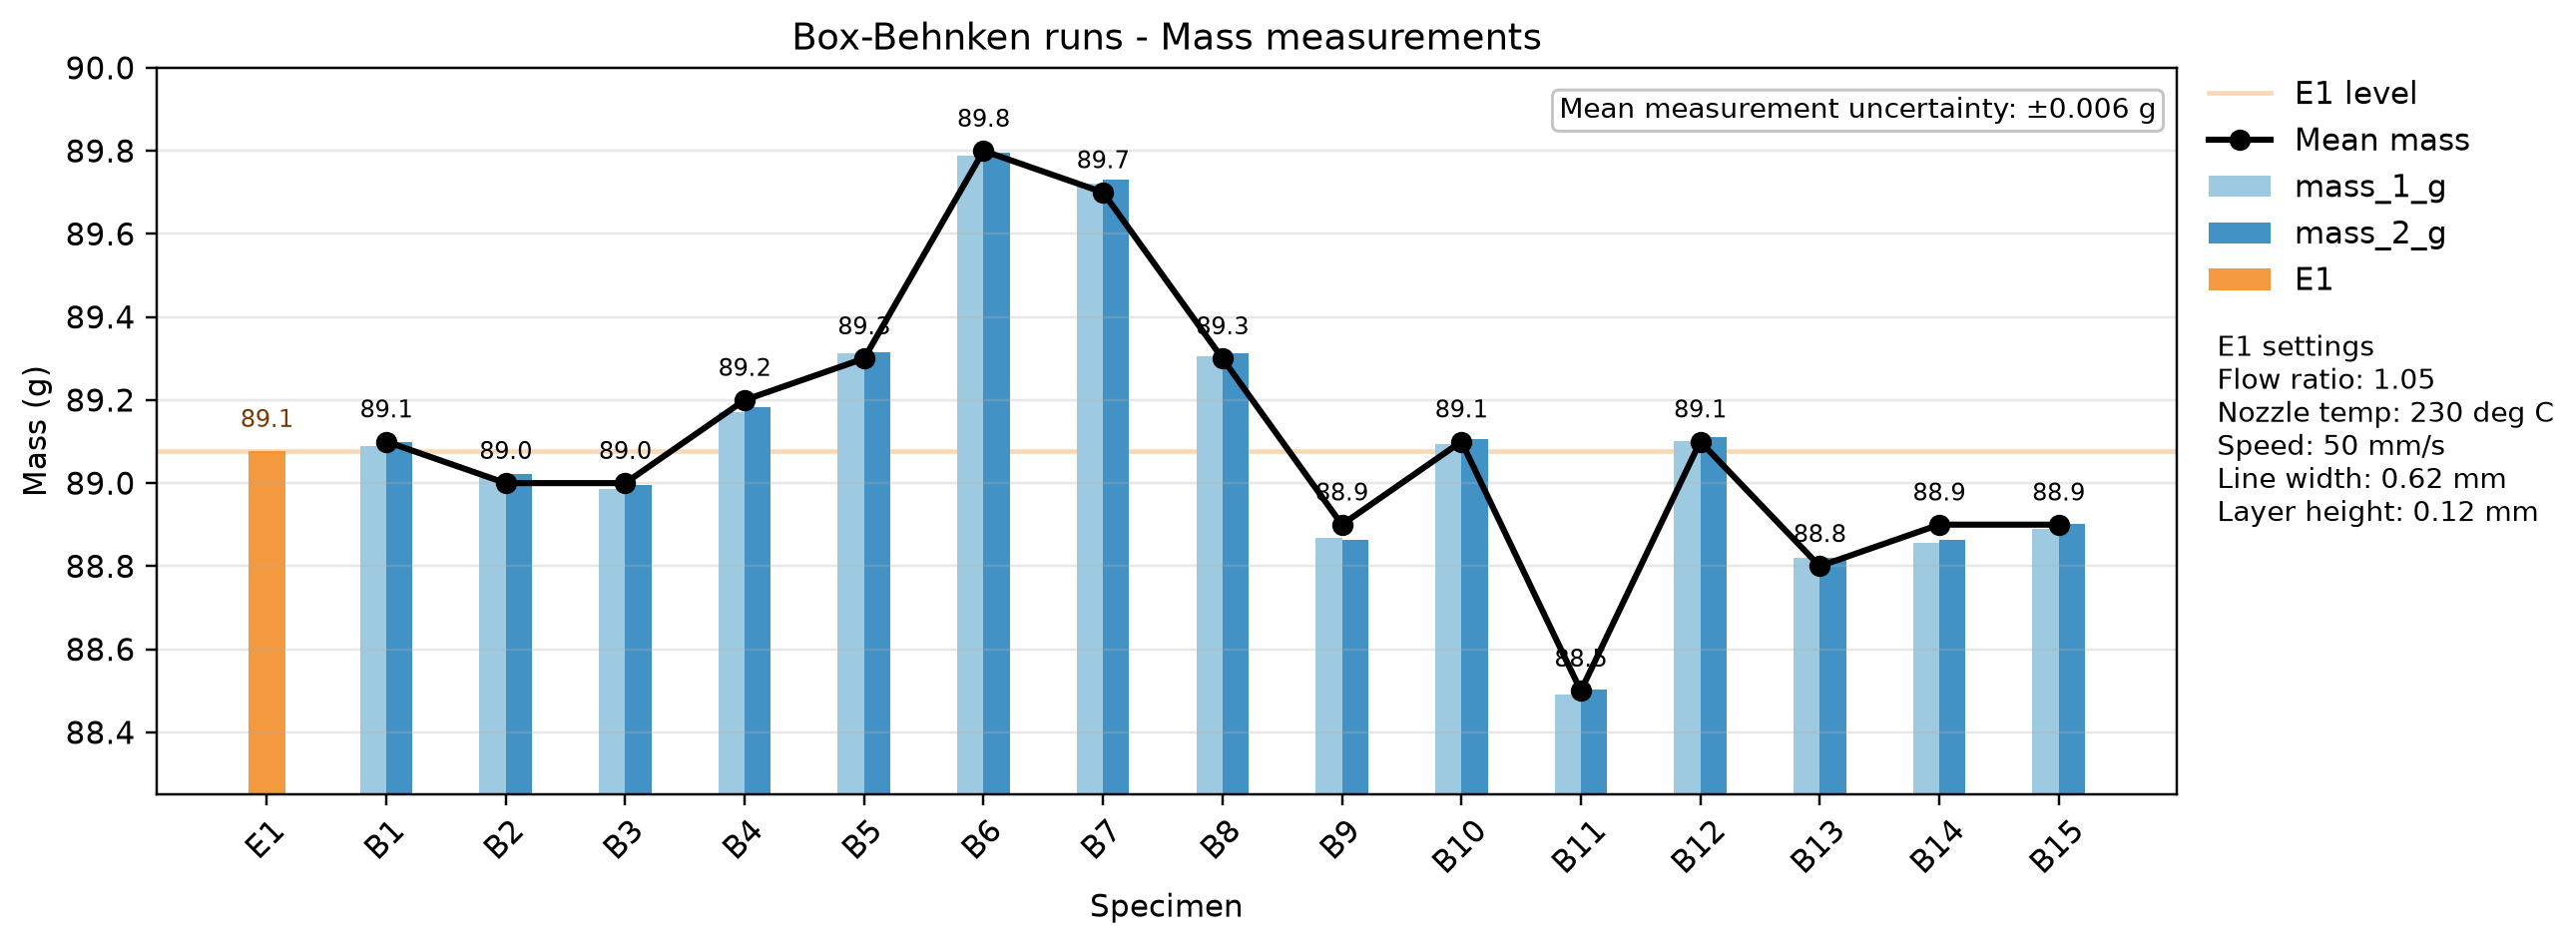 Box-Behnken runs - Mass measurements
Mean measurement uncertainty: ±0.006 g
90.0
89.8
89.6
89.4
89.2
89.0
88.8
88.6
88.4
Mass (g)
89.1
89.1
89.0
89.0
89.2
89.3
89.8
89.7
89.3
88.9
89.1
88.5
89.1
88.8
88.9
88.9
E1
B1
B2
B3
B4
B5
B6
B7
B8
B9
B10
B11
B12
B13
B14
B15
Specimen
E1 level
Mean mass
mass_1_g
mass_2_g
E1
E1 settings
Flow ratio: 1.05
Nozzle temp: 230 deg C
Speed: 50 mm/s
Line width: 0.62 mm
Layer height: 0.12 mm